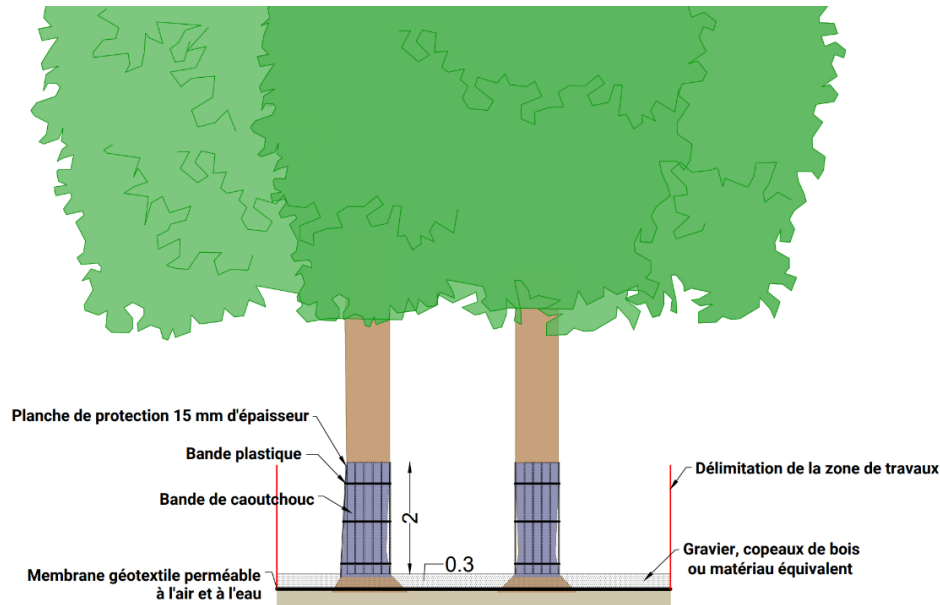 Planche de protection 15 mm d'épaisseur
Bande plastique
Bande de caoutchouc
Membrane géotextile perméable
à l'air et à l'eau
2
0.3
Délimitation de la zone de travaux
Gravier, copeaux de bois
ou matériau équivalent